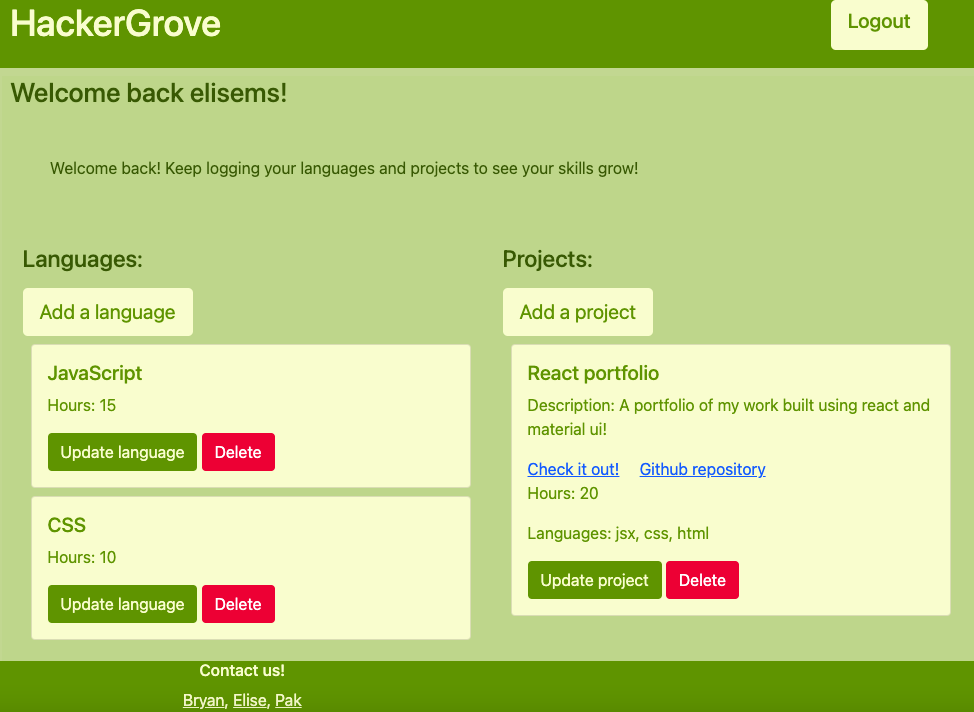 HackerGrove
Logout
Welcome back elisems!
Welcome back! Keep logging your languages and projects to see your skills grow!
Languages:
Add a language
JavaScript
Hours: 15
Update language Delete
CSS
Hours: 10
Update language Delete
Projects:
Add a project
React portfolio
Description: A portfolio of my work built using react and
material ui!
Check it out! Github repository
Hours: 20
Languages: jsx, css, html
Update project Delete
Contact us!
Bryan, Elise, Pak